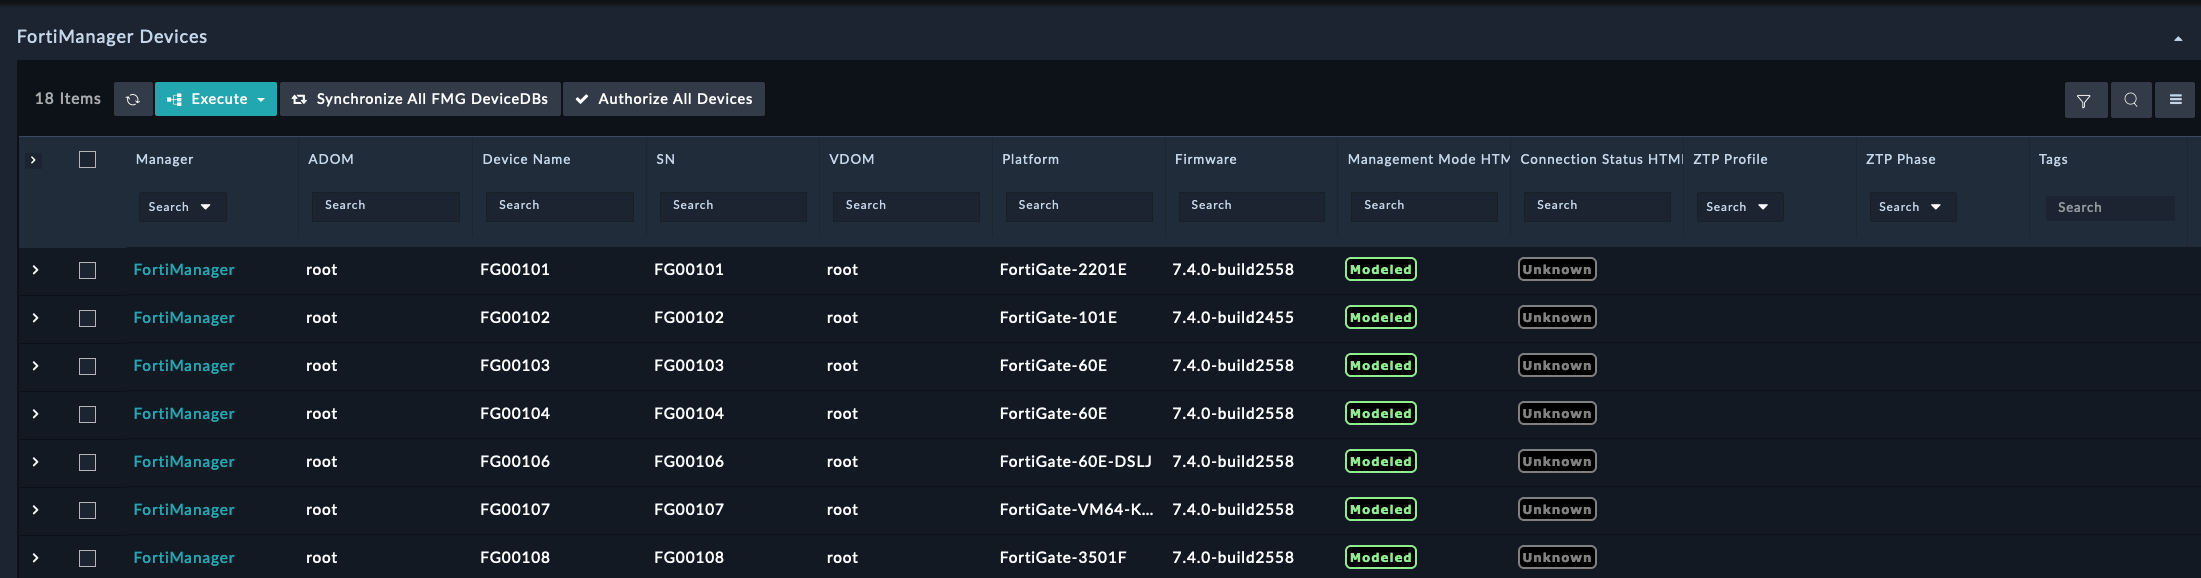 FortiManager Devices
18 Items Execute Synchronize All FMG DeviceDBs Authorize All Devices
Manager ADOM Device Name SN VDOM Platform Firmware Management Mode HTM Connection Status HTM ZTP Profile ZTP Phase Tags
Search Search Search Search Search Search Search Search Search Search Search Search
FortiManager root FG00101 FG00101 root FortiGate-2201E 7.4.0-build2558 Modeled Unknown
FortiManager root FG00102 FG00102 root FortiGate-101E 7.4.0-build2455 Modeled Unknown
FortiManager root FG00103 FG00103 root FortiGate-60E 7.4.0-build2558 Modeled Unknown
FortiManager root FG00104 FG00104 root FortiGate-60E 7.4.0-build2558 Modeled Unknown
FortiManager root FG00106 FG00106 root FortiGate-60E-DSLJ 7.4.0-build2558 Modeled Unknown
FortiManager root FG00107 FG00107 root FortiGate-VM64-K... 7.4.0-build2558 Modeled Unknown
FortiManager root FG00108 FG00108 root FortiGate-3501F 7.4.0-build2558 Modeled Unknown